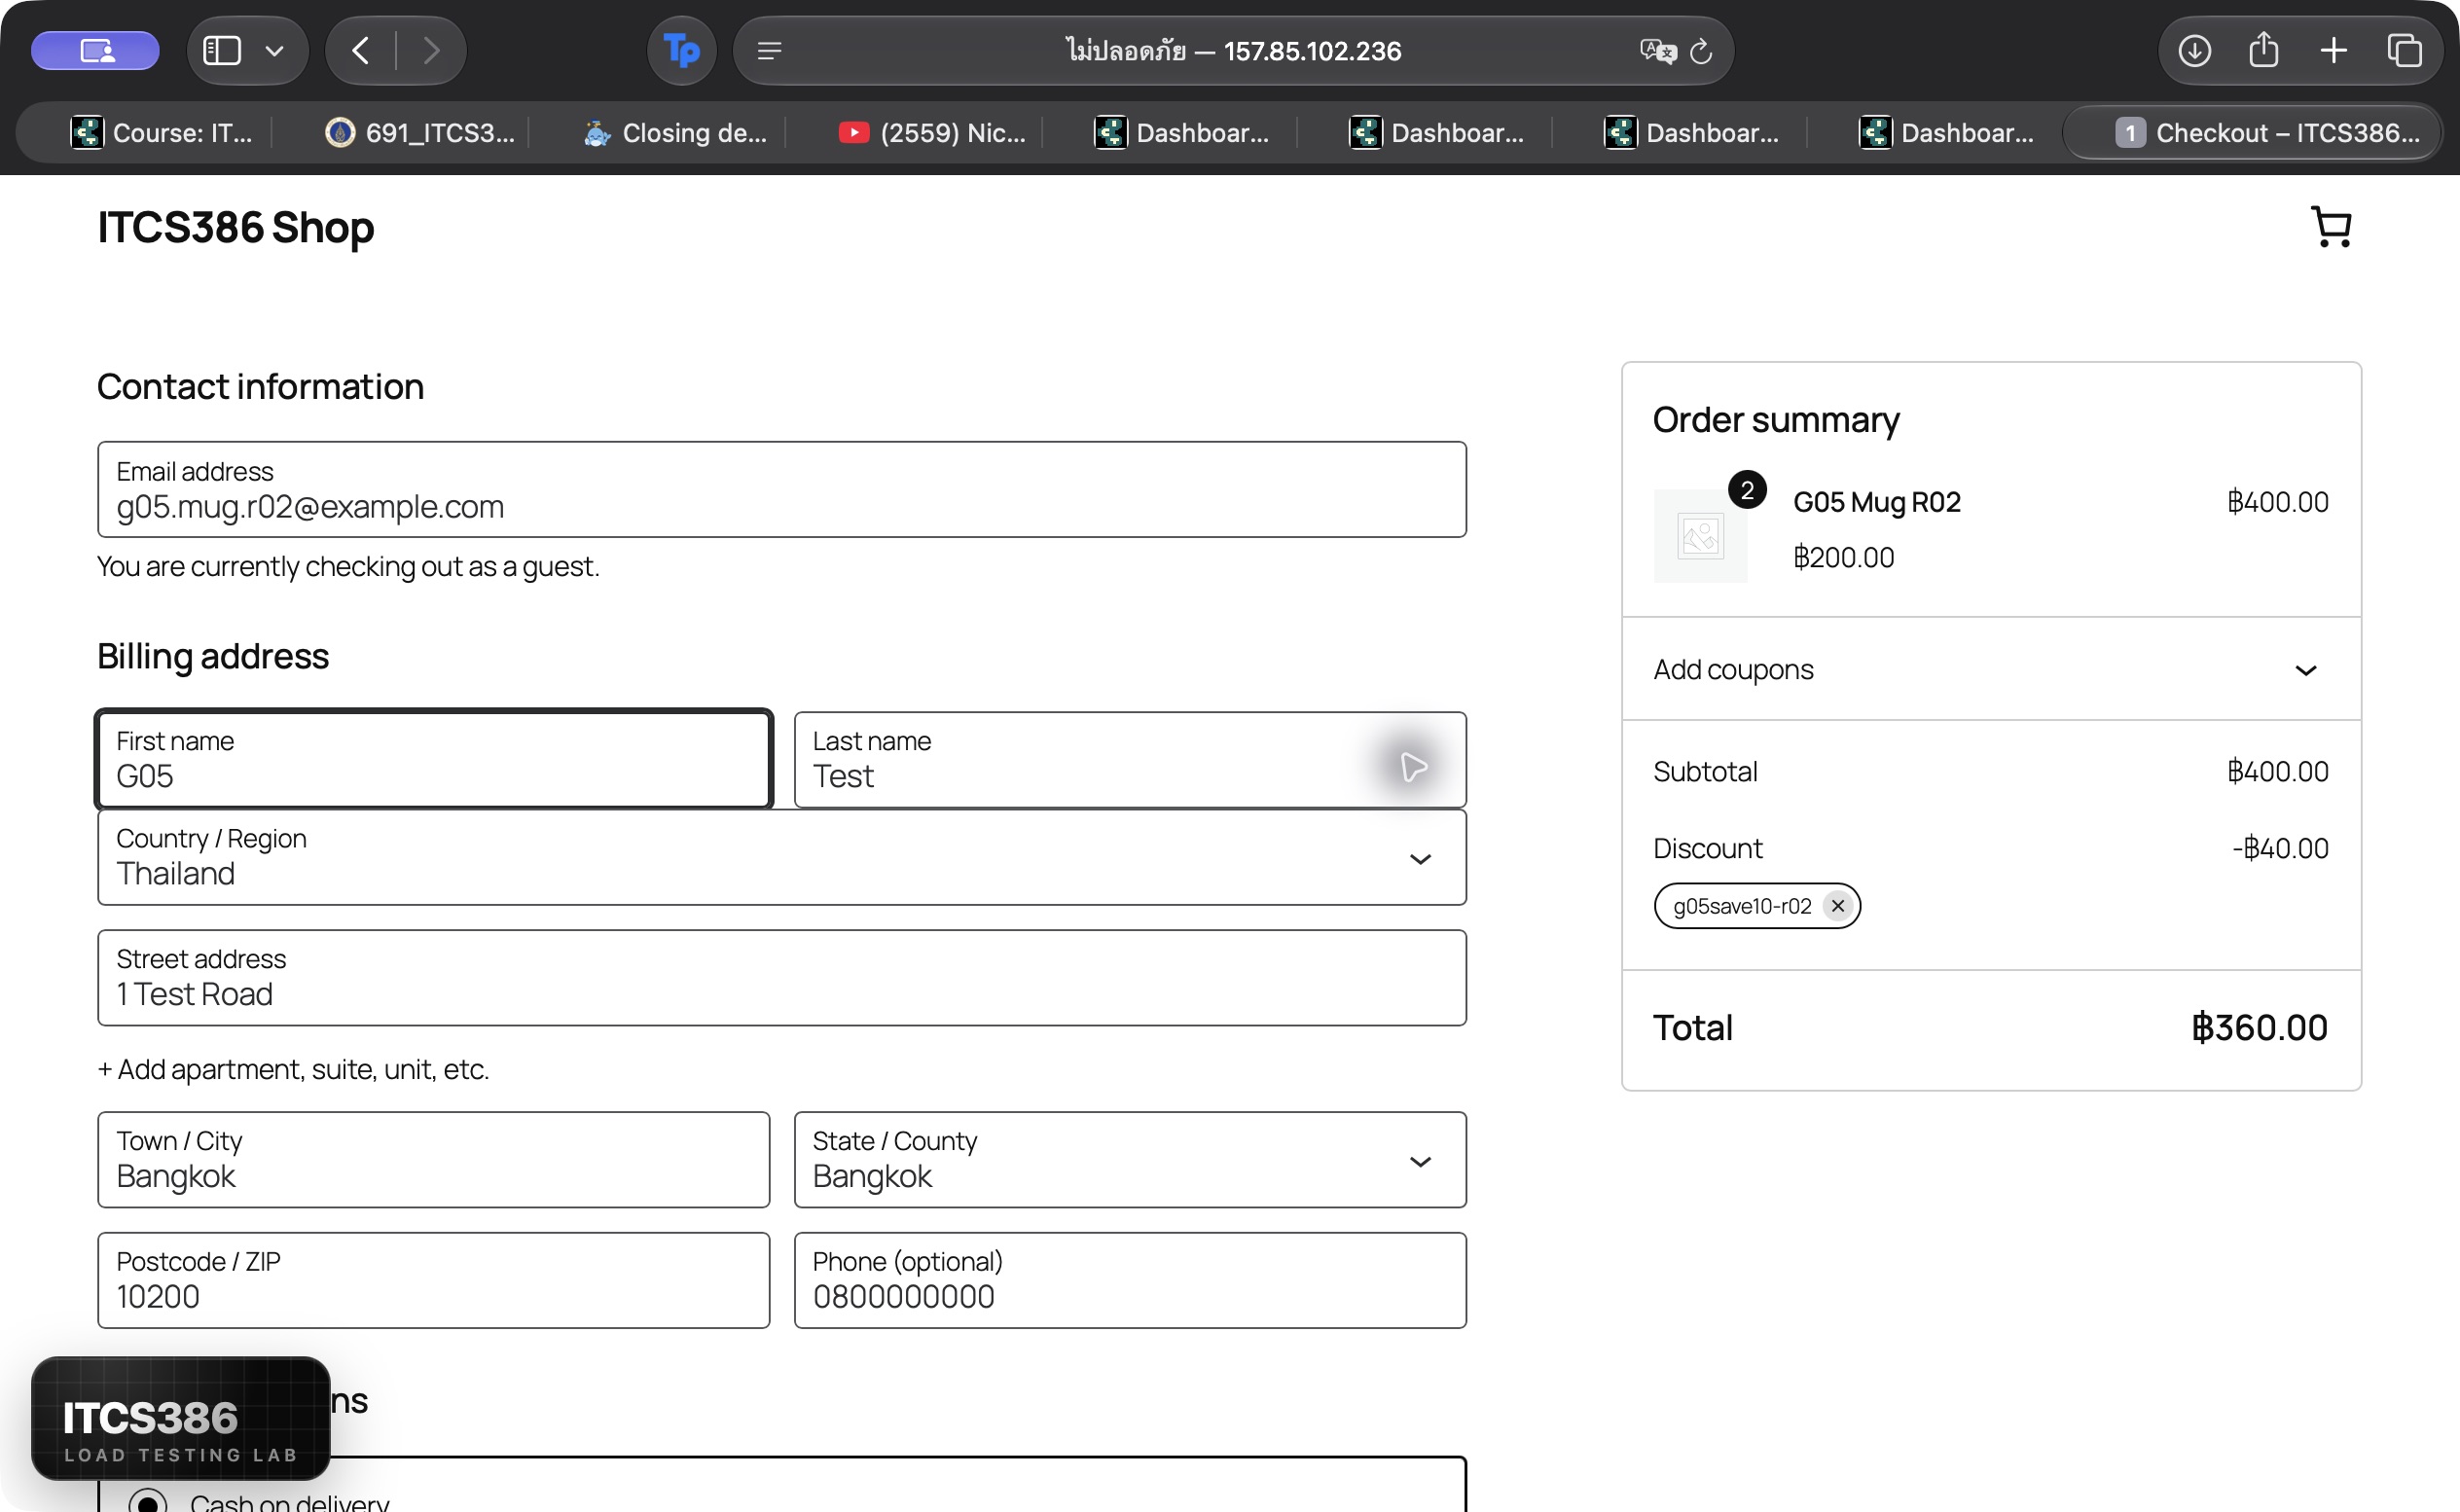 ไม่ปลอดภัย — 157.85.102.236
Course: IT...
691_ITCS3...
Closing de...
(2559) Nic...
Dashboar...
Dashboar...
Dashboar...
Dashboar...
1 Checkout – ITCS386...
ITCS386 Shop
Contact information
Email address
g05.mug.r02@example.com
You are currently checking out as a guest.
Billing address
First name
G05
Last name
Test
Country / Region
Thailand
Street address
1 Test Road
+ Add apartment, suite, unit, etc.
Town / City
Bangkok
State / County
Bangkok
Postcode / ZIP
10200
Phone (optional)
0800000000
ns
Cash on delivery
ITCS386
LOAD TESTING LAB
Order summary
2
G05 Mug R02 ฿400.00
฿200.00
Add coupons
Subtotal ฿400.00
Discount -฿40.00
g05save10-r02
Total ฿360.00